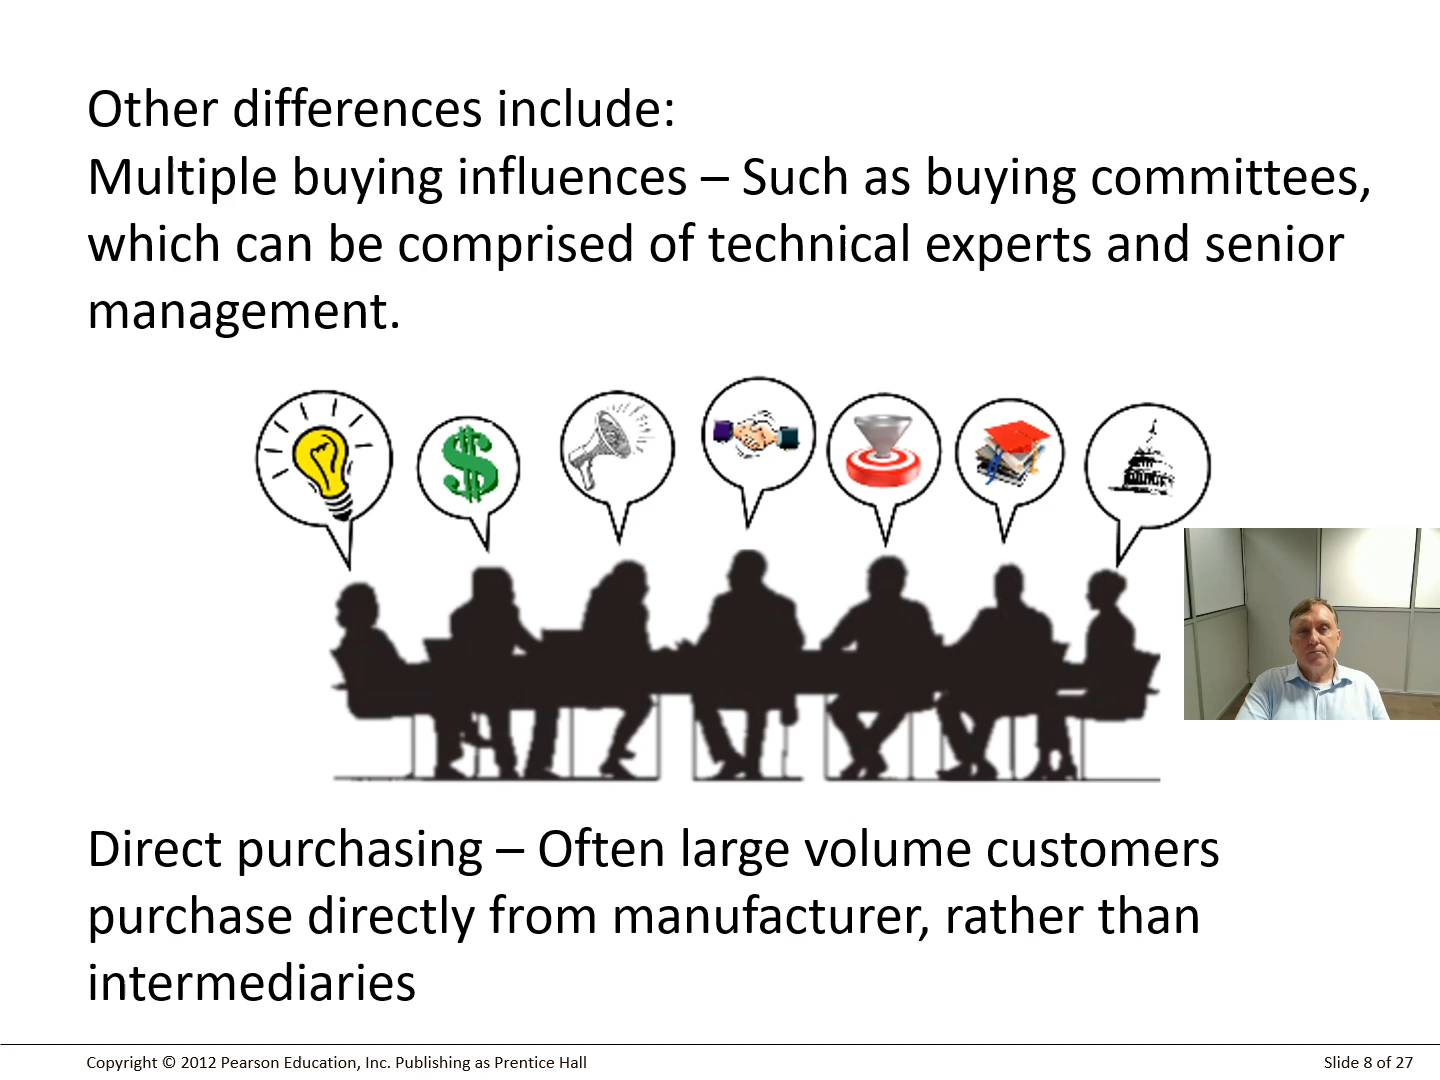 Other differences include:
Multiple buying influences – Such as buying committees,
which can be comprised of technical experts and senior
management.
$
Direct purchasing – Often large volume customers
purchase directly from manufacturer, rather than
intermediaries
Copyright © 2012 Pearson Education, Inc. Publishing as Prentice Hall
Slide 8 of 27